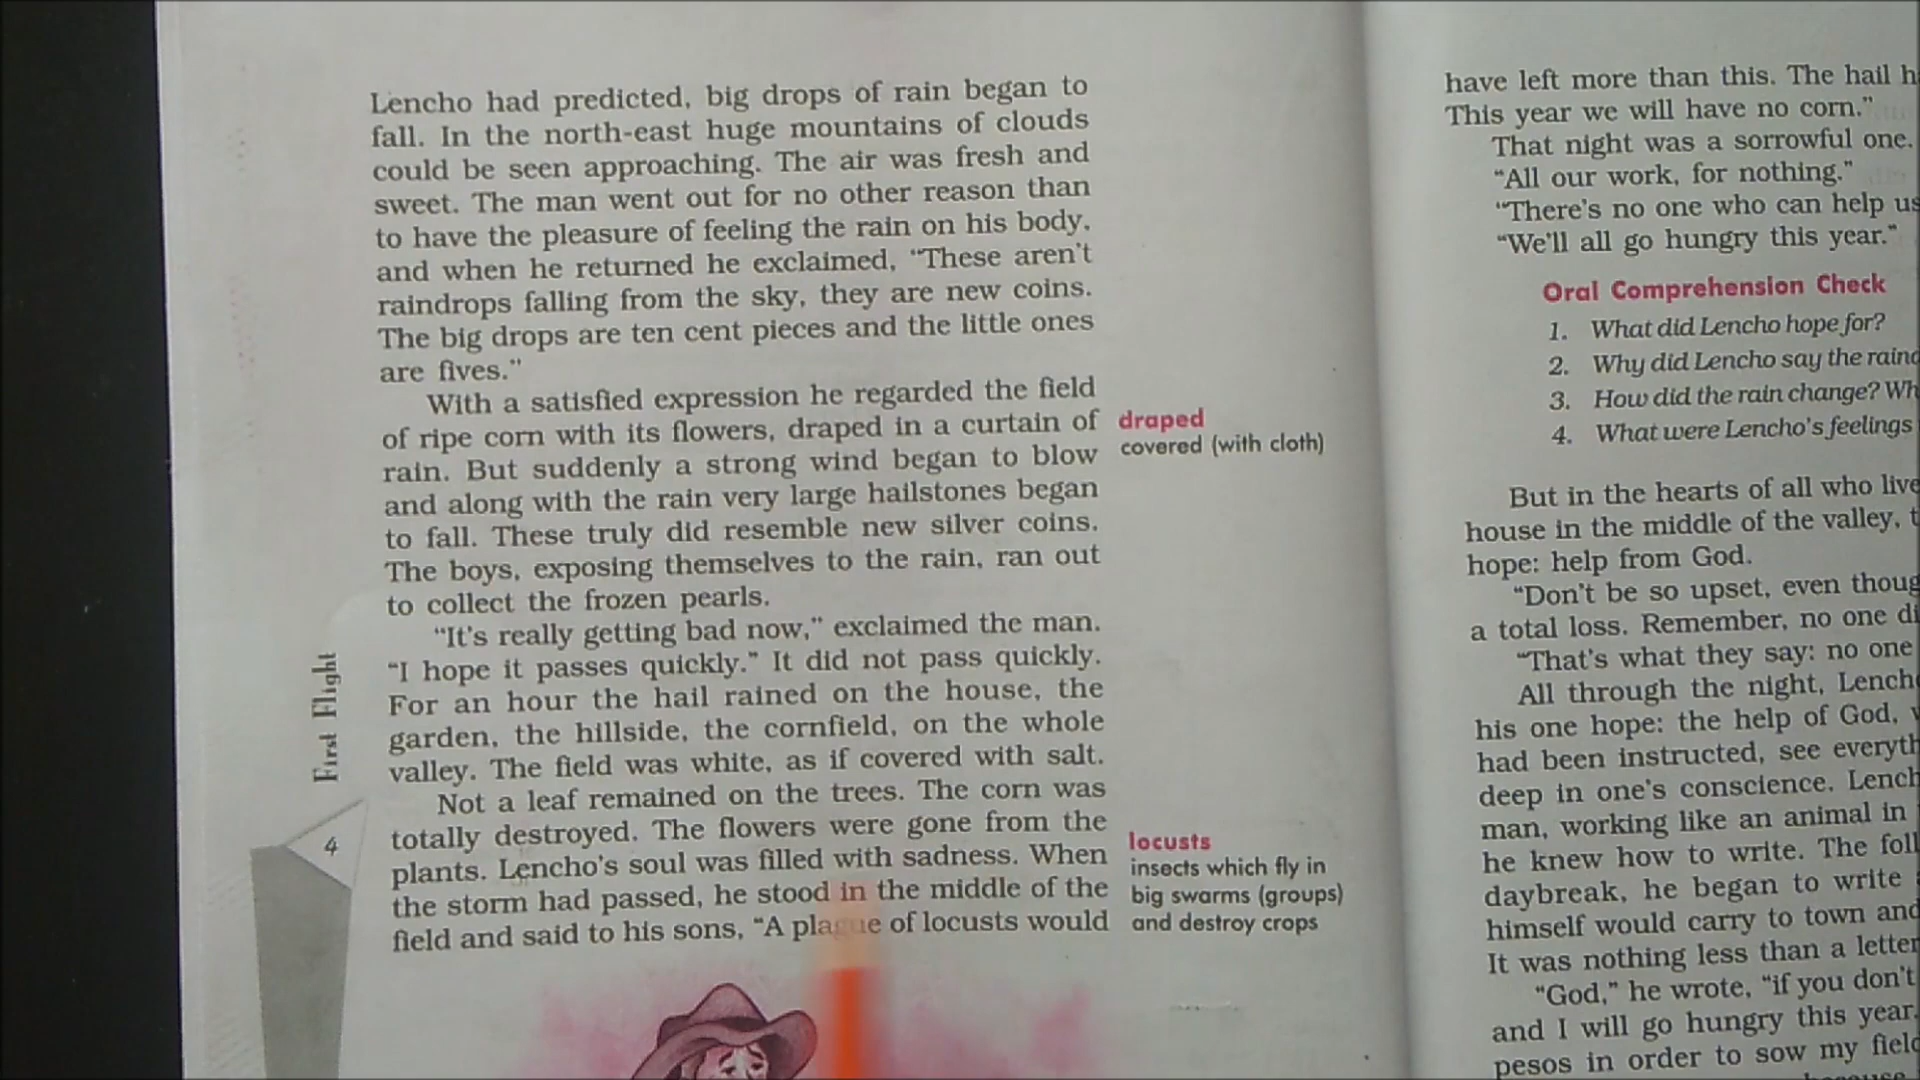 Lencho had predicted, big drops of rain began to
fall. In the north-east huge mountains of clouds
could be seen approaching. The air was fresh and
sweet. The man went out for no other reason than
to have the pleasure of feeling the rain on his body,
and when he returned he exclaimed, “These aren't
raindrops falling from the sky, they are new coins.
The big drops are ten cent pieces and the little ones
are fives.”
With a satisfied expression he regarded the field
of ripe corn with its flowers, draped in a curtain of
rain. But suddenly a strong wind began to blow
and along with the rain very large hailstones began
to fall. These truly did resemble new silver coins.
The boys, exposing themselves to the rain, ran out
to collect the frozen pearls.
“It's really getting bad now,” exclaimed the man.
“I hope it passes quickly.” It did not pass quickly.
For an hour the hail rained on the house, the
garden, the hillside, the cornfield, on the whole
valley. The field was white, as if covered with salt.
Not a leaf remained on the trees. The corn was
totally destroyed. The flowers were gone from the
plants. Lencho's soul was filled with sadness. When
the storm had passed, he stood in the middle of the
field and said to his sons, “A plague of locusts would
draped
covered (with cloth)
locusts
insects which fly in
big swarms (groups)
and destroy crops
First Flight
4
have left more than this. The hail
This year we will have no corn.”
That night was a sorrowful one.
“All our work, for nothing.”
“There's no one who can help us
“We'll all go hungry this year.”
Oral Comprehension Check
1. What did Lencho hope for?
2. Why did Lencho say the
3. How did the rain change?
4. What were Lencho's feelings
But in the hearts of all who
house in the middle of the valley,
hope: help from God.
“Don't be so upset, even
a total loss. Remember, no one
“That's what they say: no one
All through the night,
his one hope: the help of God,
had been instructed, see
deep in one's conscience.
man, working like an animal in
he knew how to write. The
daybreak, he began to write
himself would carry to town and
It was nothing less than a letter
“God,” he wrote, “if you don't
and I will go hungry this year.
pesos in order to sow my